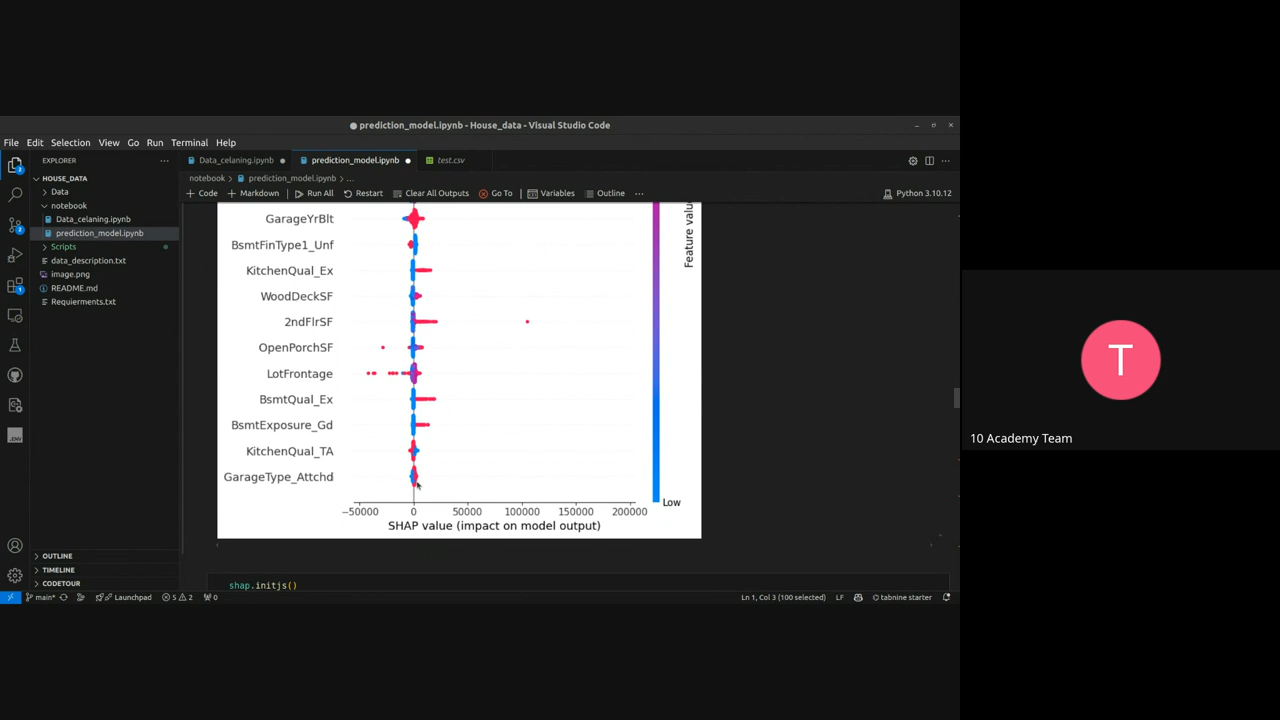 prediction_model.ipynb - House_data - Visual Studio Code
File Edit Selection View Go Run Terminal Help
EXPLORER
HOUSE_DATA
Data
notebook
Data_celaning.ipynb
prediction_model.ipynb
Scripts
data_description.txt
image.png
README.md
Requierments.txt
OUTLINE
TIMELINE
CODETOUR
Data_celaning.ipynb prediction_model.ipynb test.csv
notebook > prediction_model.ipynb > ...
+ Code + Markdown Run All Restart Clear All Outputs Go To Variables Outline ... Python 3.10.12
GarageYrBlt
BsmtFinType1_Unf
KitchenQual_Ex
WoodDeckSF
2ndFlrSF
OpenPorchSF
LotFrontage
BsmtQual_Ex
BsmtExposure_Gd
KitchenQual_TA
GarageType_Attchd
−50000 0 50000 100000 150000 200000
SHAP value (impact on model output)
Low
shap.initjs()
main* Launchpad 5 2 0 Ln 1, Col 3 (100 selected) LF tabnine starter
T
10 Academy Team